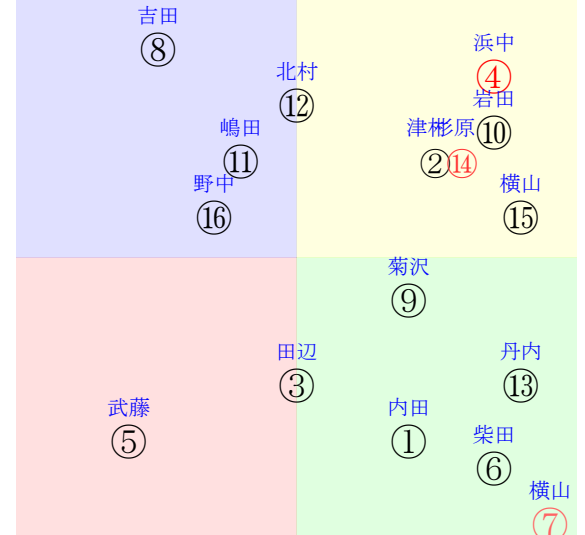 吉田
⑧
浜中
④
北村
⑫
岩田
⑩
嶋田
⑪
津彬原
②⑭
野中
⑯
横山
⑮
菊沢
⑨
田辺
③
丹内
⑬
武藤
⑤
内田
①
柴田
⑥
横山
⑦